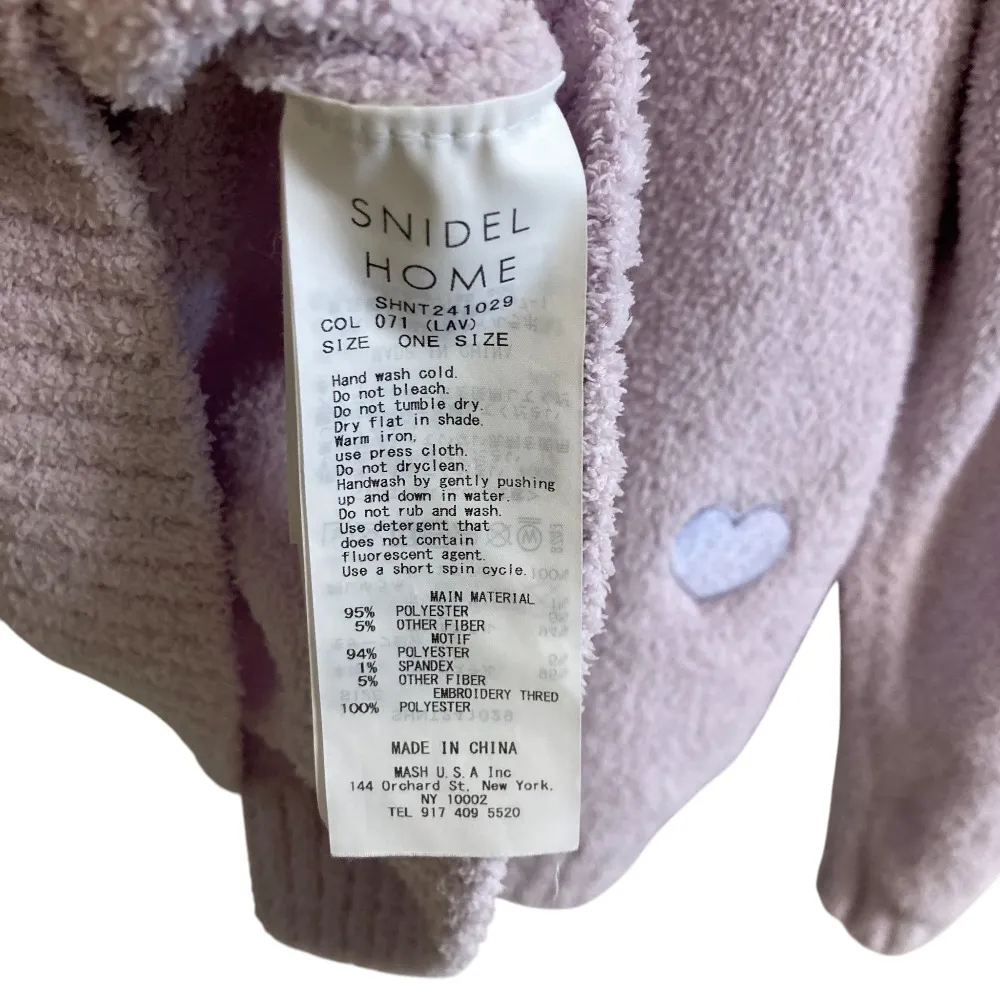 SNIDEL
HOME
SHNT241029
COL 071 (LAV)
SIZE ONE SIZE
Hand wash cold.
Do not bleach.
Do not tumble dry.
Dry flat in shade.
Warm iron,
use press cloth.
Do not dryclean.
Handwash by gently pushing
up and down in water.
Do not rub and wash.
Use detergent that
does not contain
fluorescent agent.
Use a short spin cycle.
MAIN MATERIAL
95% POLYESTER
5% OTHER FIBER
MOTIF
94% POLYESTER
1% SPANDEX
5% OTHER FIBER
EMBROIDERY THRED
100% POLYESTER
MADE IN CHINA
MASH U.S.A Inc
144 Orchard St, New York.
NY 10002
TEL 917 409 5520